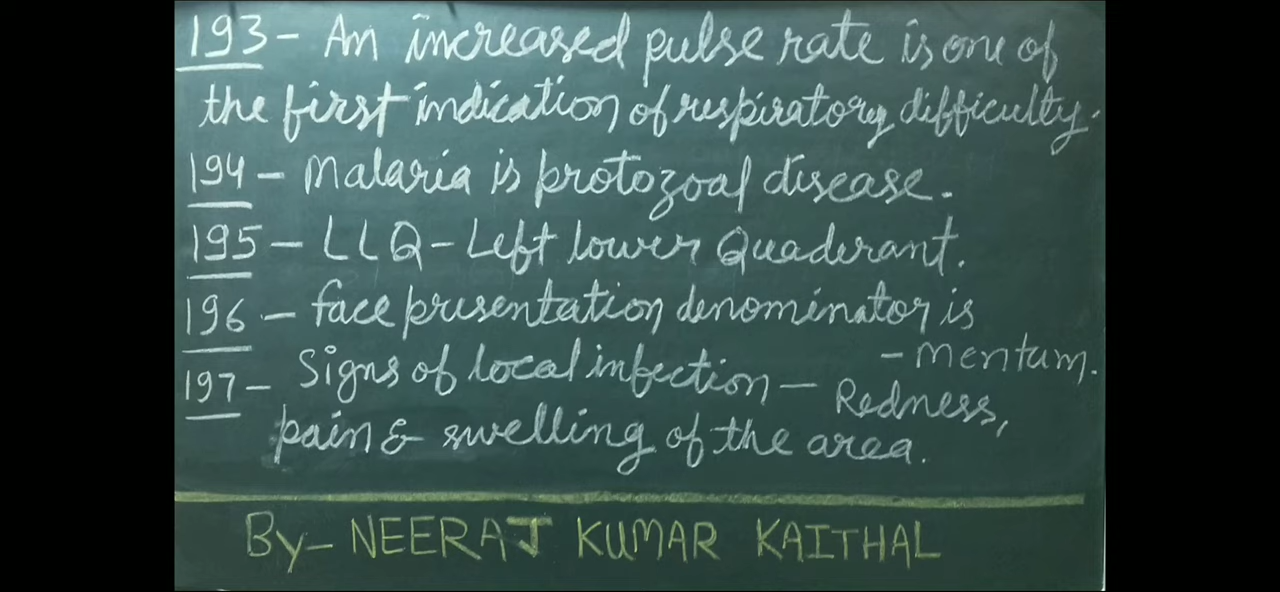 193- An increased pulse rate is one of
the first indication of respiratory difficulty.
194- Malaria is protozoal disease.
195- LLQ-Left lower Quaderant.
196- face presentation denominator is
- mentum.
197- Signs of local infection- Redness,
pain & swelling of the area.
By- NEERAJ KUMAR KAITHAL